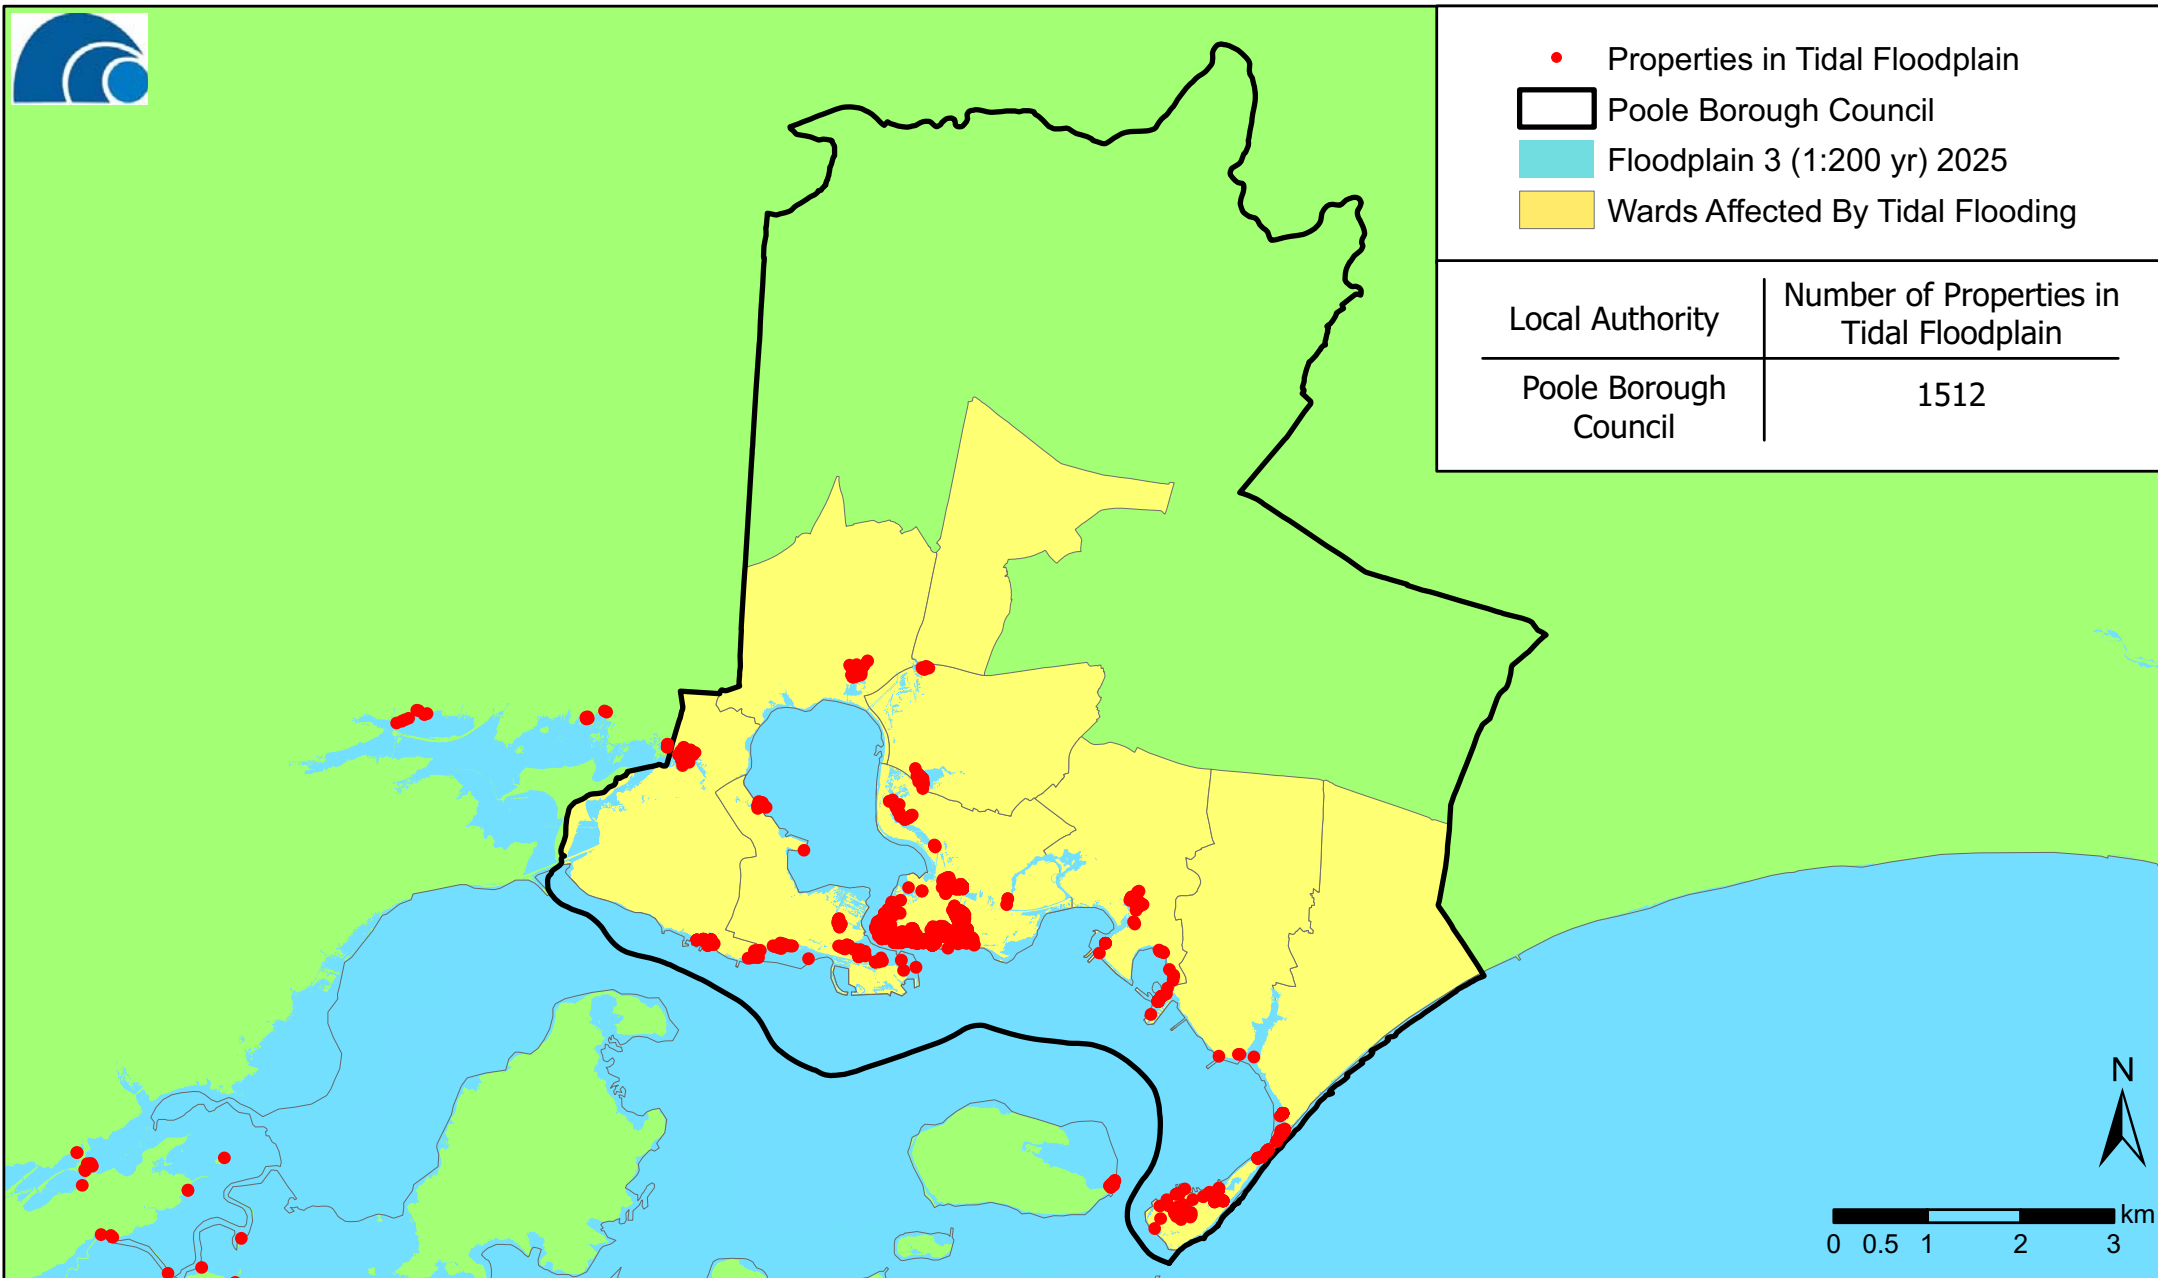 Properties in Tidal Floodplain
Poole Borough Council
Floodplain 3 (1:200 yr) 2025
Wards Affected By Tidal Flooding
Local Authority
Number of Properties in
Tidal Floodplain
Poole Borough
Council
1512
N
km
0 0.5 1 2 3